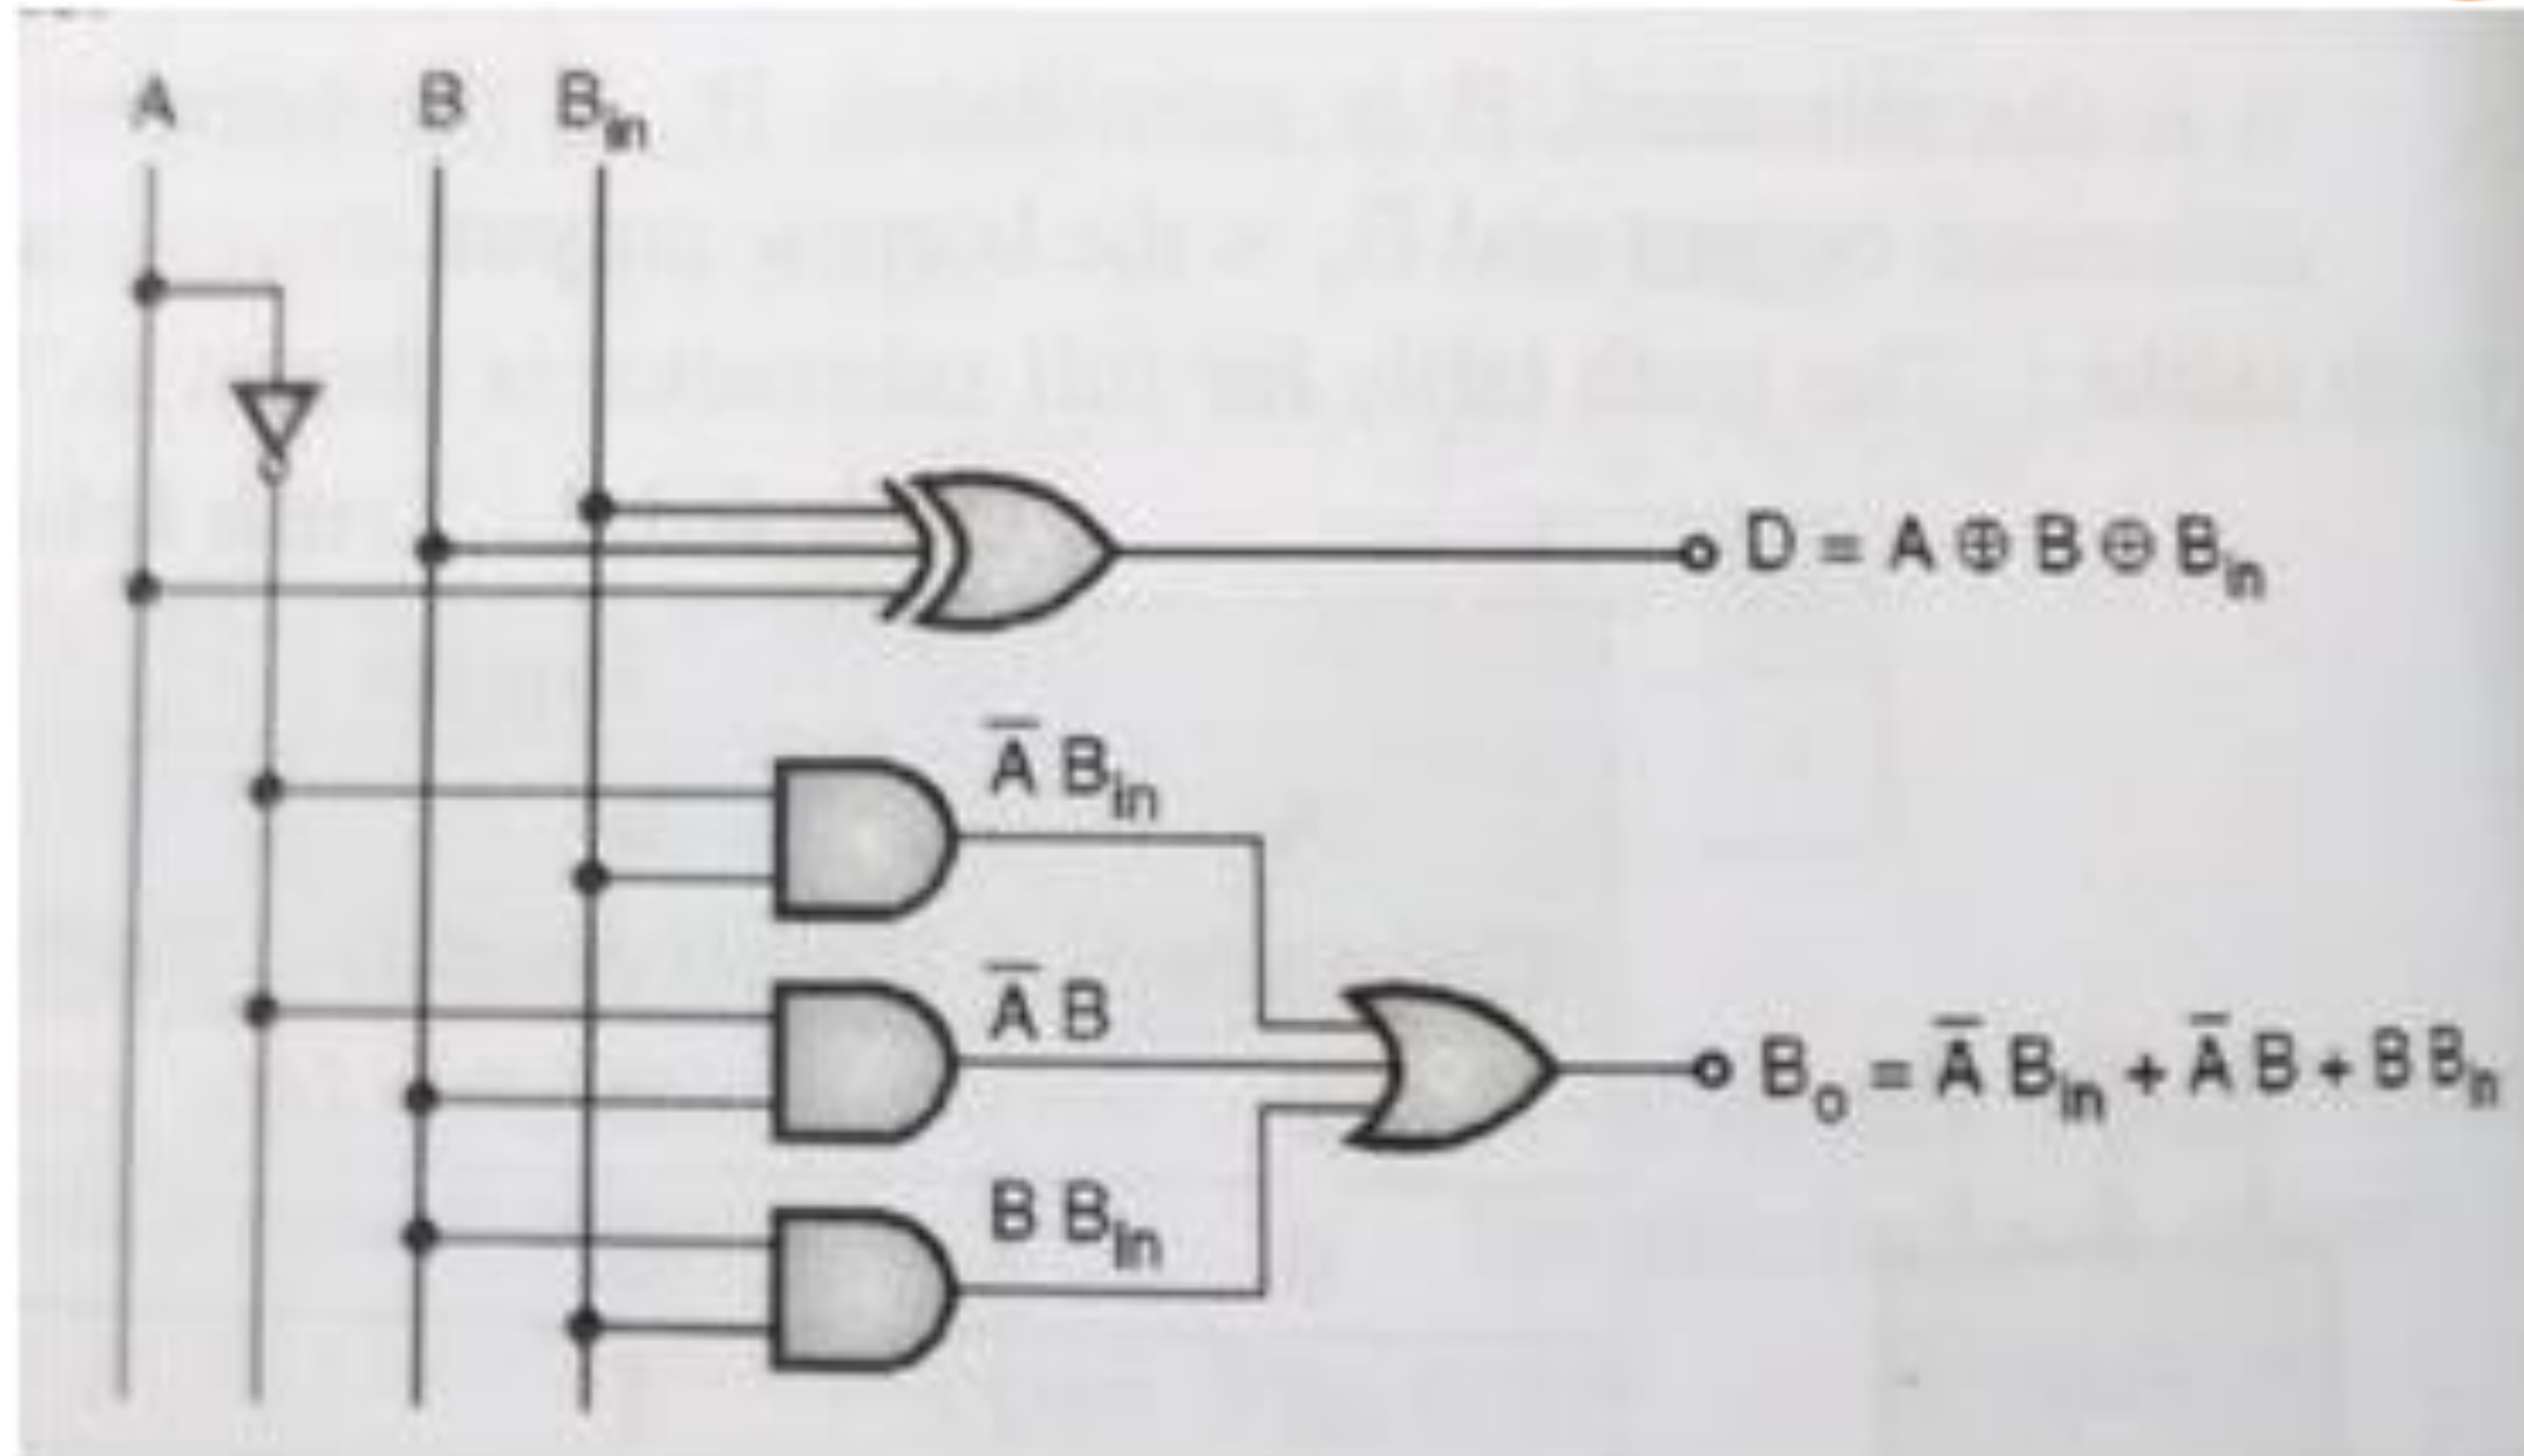 A B B_in
D = A ⊕ B ⊕ B_in
A̅ B_in
A̅ B
B_o = A̅ B_in + A̅ B + B B_in
B B_in